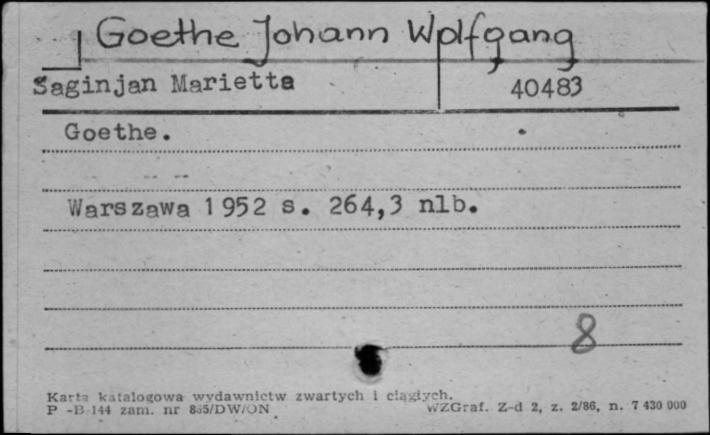 Goethe Johann Wolfgang
Saginjan Marietta 40483
Goethe.
Warszawa 1952 s. 264,3 nlb.
8
Karta katalogowa wydawnictw zwartych i ciągłych.
P-B-144 zam. nr 835/DW/ON WZGraf. Z-d 2, z. 2/86, n. 7 430 000